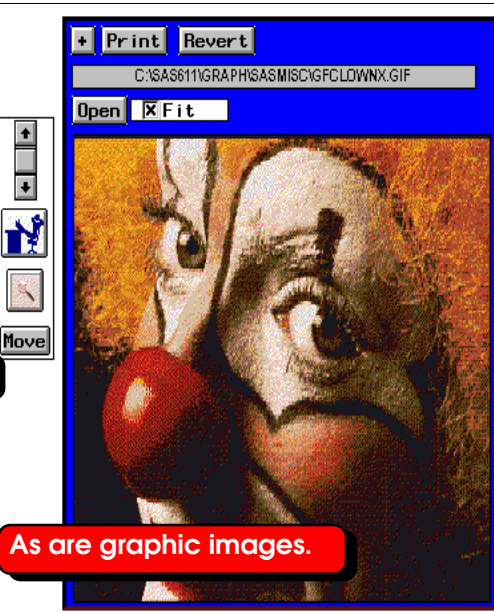 + Print Revert
C:\SAS611\GRAPH\SASMISC\GFCLOWNX.GIF
Open Fit
Move
As are graphic images.